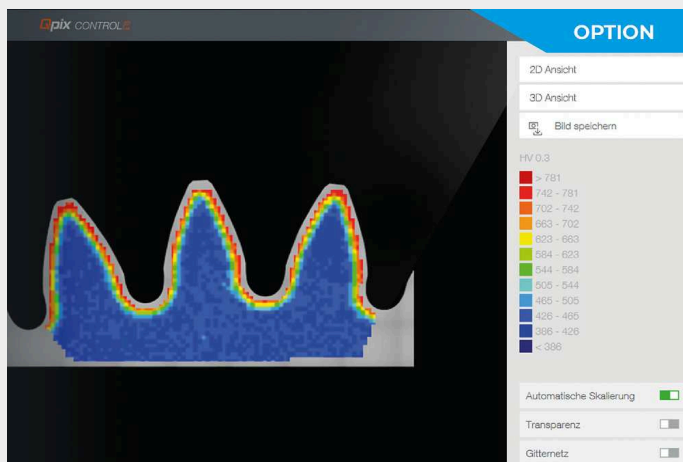 Qpix CONTROL2
OPTION
2D Ansicht
3D Ansicht
Bild speichern
HV 0.3
> 781
742 - 781
702 - 742
663 - 702
623 - 663
584 - 623
544 - 584
505 - 544
465 - 505
426 - 465
386 - 426
< 386
Automatische Skalierung
Transparenz
Gitternetz